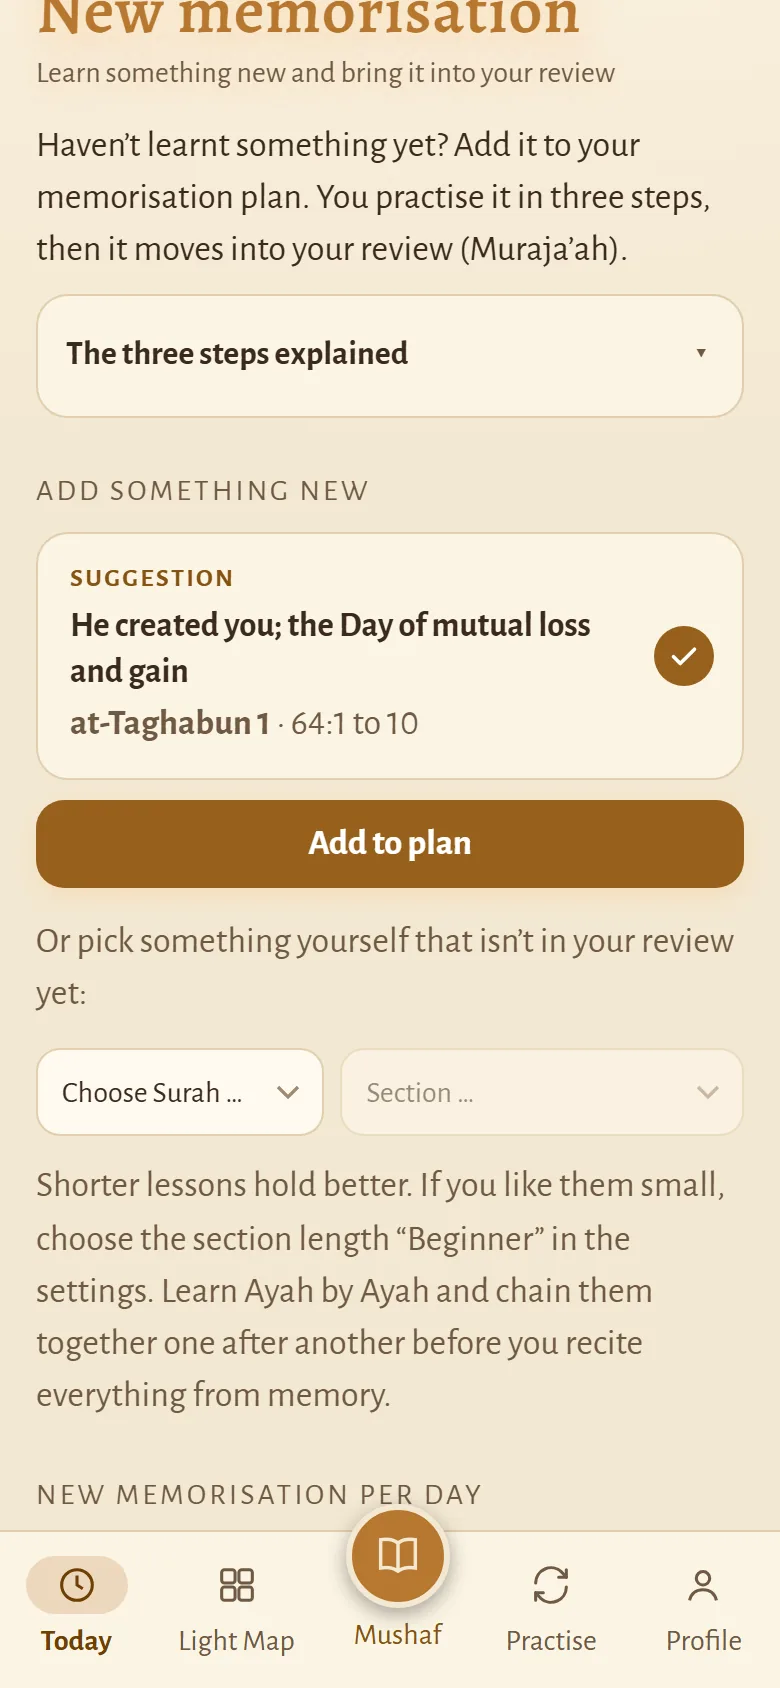 New memorisation
Learn something new and bring it into your review
Haven’t learnt something yet? Add it to your
memorisation plan. You practise it in three steps,
then it moves into your review (Muraja’ah).
The three steps explained
ADD SOMETHING NEW
SUGGESTION
He created you; the Day of mutual loss
and gain
at-Taghabun 1 · 64:1 to 10
Add to plan
Or pick something yourself that isn’t in your review
yet:
Choose Surah ...
Section ...
Shorter lessons hold better. If you like them small,
choose the section length “Beginner” in the
settings. Learn Ayah by Ayah and chain them
together one after another before you recite
everything from memory.
NEW MEMORISATION PER DAY
Today
Light Map
Mushaf
Practise
Profile